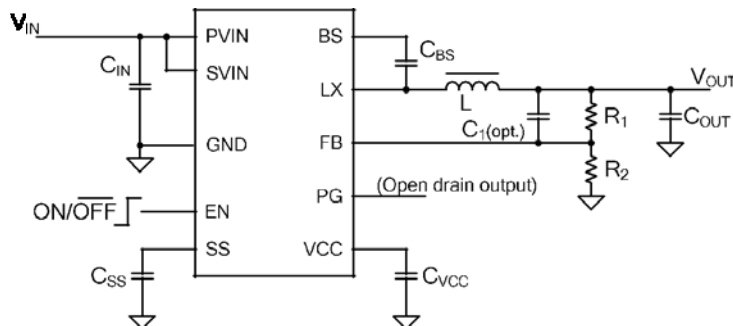 VIN
PVIN
BS
CIN
SVIN
CBS
LX
L
VOUT
C1(opt.)
R1
COUT
GND
FB
R2
PG
(Open drain output)
ON/OFF
EN
SS
VCC
CSS
CVCC